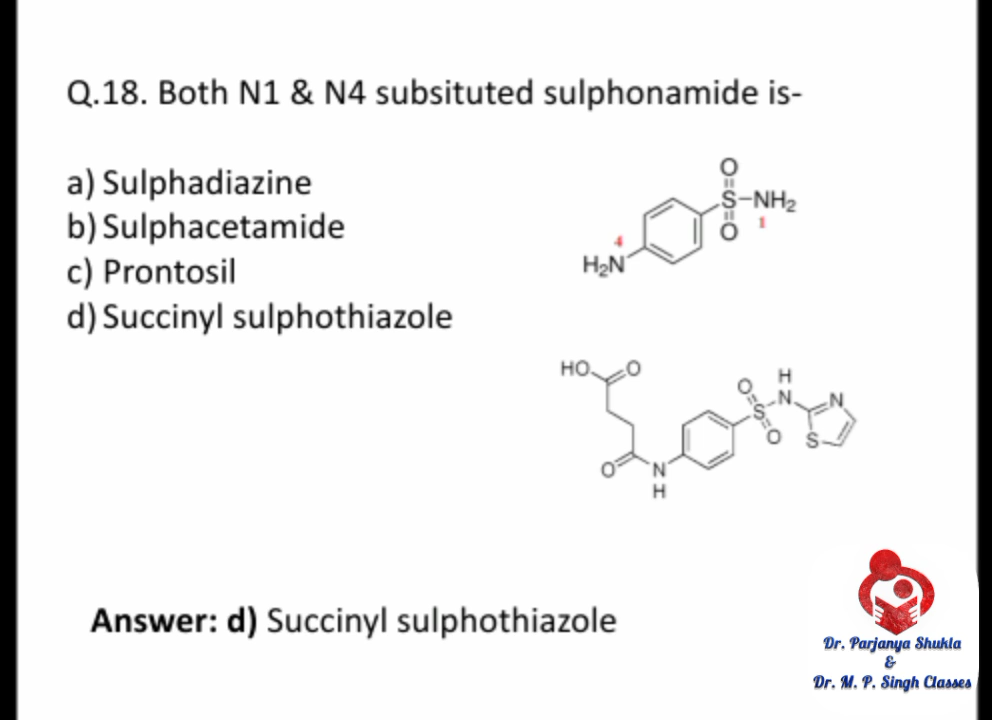 Q.18. Both N1 & N4 subsituted sulphonamide is-
a) Sulphadiazine
b) Sulphacetamide
c) Prontosil
d) Succinyl sulphothiazole
O
S-NH2
O
1
4
H2N
HO
O
H
O
N
N
S
O
S
O
N
H
Answer: d) Succinyl sulphothiazole
Dr. Parjanya Shukla
&
Dr. M. P. Singh Classes